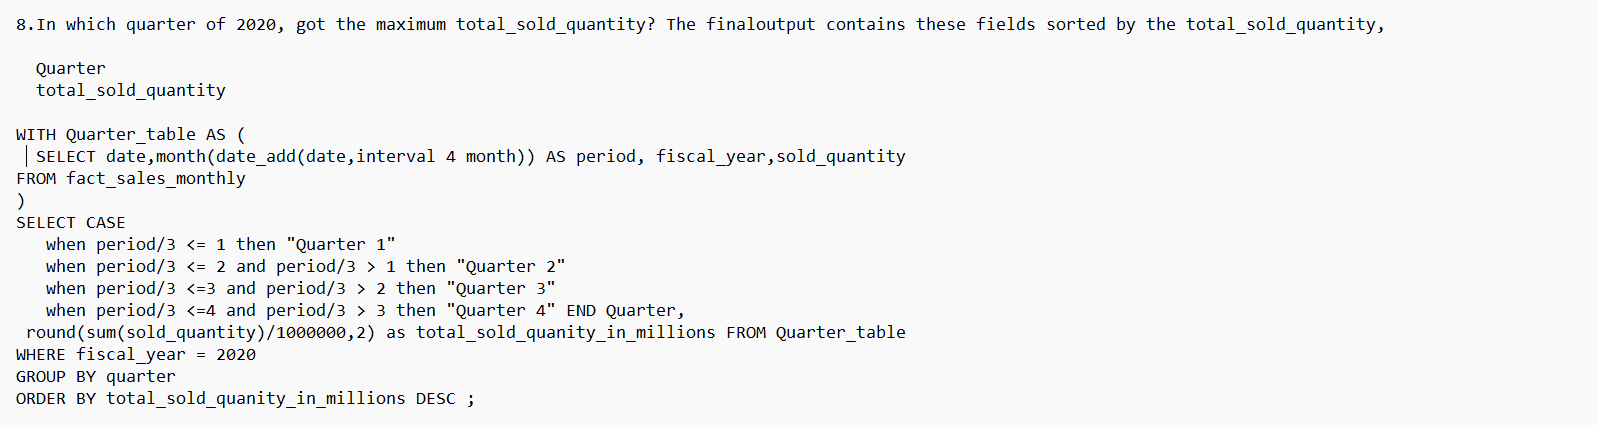 8.In which quarter of 2020, got the maximum total_sold_quantity? The finaloutput contains these fields sorted by the total_sold_quantity,
Quarter
total_sold_quantity
WITH Quarter_table AS (
SELECT date,month(date_add(date,interval 4 month)) AS period, fiscal_year,sold_quantity
FROM fact_sales_monthly
)
SELECT CASE
when period/3 <= 1 then "Quarter 1"
when period/3 <= 2 and period/3 > 1 then "Quarter 2"
when period/3 <=3 and period/3 > 2 then "Quarter 3"
when period/3 <=4 and period/3 > 3 then "Quarter 4" END Quarter,
round(sum(sold_quantity)/1000000,2) as total_sold_quanity_in_millions FROM Quarter_table
WHERE fiscal_year = 2020
GROUP BY quarter
ORDER BY total_sold_quanity_in_millions DESC ;